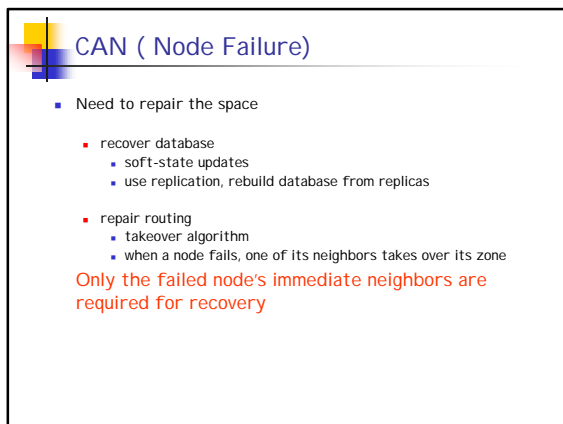 CAN ( Node Failure)
Need to repair the space
recover database
soft-state updates
use replication, rebuild database from replicas
repair routing
takeover algorithm
when a node fails, one of its neighbors takes over its zone
Only the failed node's immediate neighbors are
required for recovery